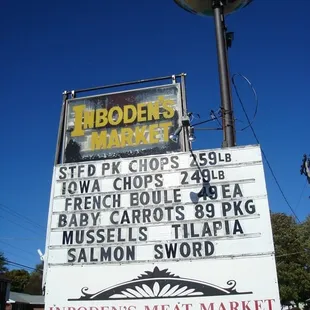 INBODEN'S
MARKET
STFD PK CHOPS 259LB
IOWA CHOPS 249LB
FRENCH BOULE 49EA
BABY CARROTS 89 PKG
MUSSELLS TILAPIA
SALMON SWORD
INBODEN'S MEAT MARKET